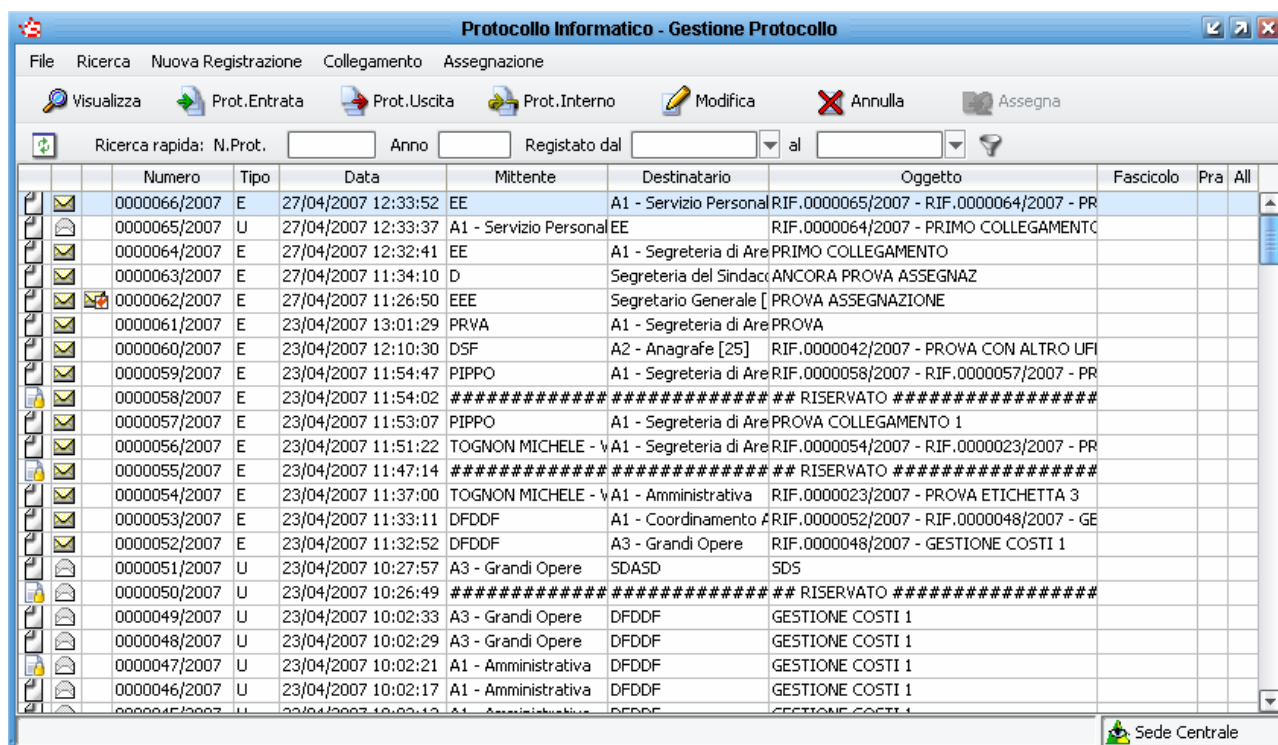 Protocollo Informatico - Gestione Protocollo
File Ricerca Nuova Registrazione Collegamento Assegnazione
Visualizza Prot.Entrata Prot.Uscita Prot.Interno Modifica Annulla Assegna
Ricerca rapida: N.Prot. Anno Registato dal al
Numero Tipo Data Mittente Destinatario Oggetto Fascicolo Pra All
0000066/2007 E 27/04/2007 12:33:52 EE A1 - Servizio Personal RIF.0000065/2007 - RIF.0000064/2007 - PR
0000065/2007 U 27/04/2007 12:33:37 A1 - Servizio Personal EE RIF.0000064/2007 - PRIMO COLLEGAMENTO
0000064/2007 E 27/04/2007 12:32:41 EE A1 - Segreteria di Are PRIMO COLLEGAMENTO
0000063/2007 E 27/04/2007 11:34:10 D Segreteria del Sindaco ANCORA PROVA ASSEGNAZ
0000062/2007 E 27/04/2007 11:26:50 EEE Segretario Generale [ PROVA ASSEGNAZIONE
0000061/2007 E 23/04/2007 13:01:29 PRVA A1 - Segreteria di Are PROVA
0000060/2007 E 23/04/2007 12:10:30 DSF A2 - Anagrafe [25] RIF.0000042/2007 - PROVA CON ALTRO UFI
0000059/2007 E 23/04/2007 11:54:47 PIPPO A1 - Segreteria di Are RIF.0000058/2007 - RIF.0000057/2007 - PR
0000058/2007 E 23/04/2007 11:54:02 ############# ############# ## RISERVATO #################
0000057/2007 E 23/04/2007 11:53:07 PIPPO A1 - Segreteria di Are PROVA COLLEGAMENTO 1
0000056/2007 E 23/04/2007 11:51:22 TOGNON MICHELE - V A1 - Segreteria di Are RIF.0000054/2007 - RIF.0000023/2007 - PR
0000055/2007 E 23/04/2007 11:47:14 ############# ############# ## RISERVATO #################
0000054/2007 E 23/04/2007 11:37:00 TOGNON MICHELE - V A1 - Amministrativa RIF.0000023/2007 - PROVA ETICHETTA 3
0000053/2007 E 23/04/2007 11:33:11 DFDDF A1 - Coordinamento A RIF.0000052/2007 - RIF.0000048/2007 - GE
0000052/2007 E 23/04/2007 11:32:52 DFDDF A3 - Grandi Opere RIF.0000048/2007 - GESTIONE COSTI 1
0000051/2007 U 23/04/2007 10:27:57 A3 - Grandi Opere SDASD SDS
0000050/2007 U 23/04/2007 10:26:49 ############# ############# ## RISERVATO #################
0000049/2007 U 23/04/2007 10:02:33 A3 - Grandi Opere DFDDF GESTIONE COSTI 1
0000048/2007 U 23/04/2007 10:02:29 A3 - Grandi Opere DFDDF GESTIONE COSTI 1
0000047/2007 U 23/04/2007 10:02:21 A1 - Amministrativa DFDDF GESTIONE COSTI 1
0000046/2007 U 23/04/2007 10:02:17 A1 - Amministrativa DFDDF GESTIONE COSTI 1
Sede Centrale